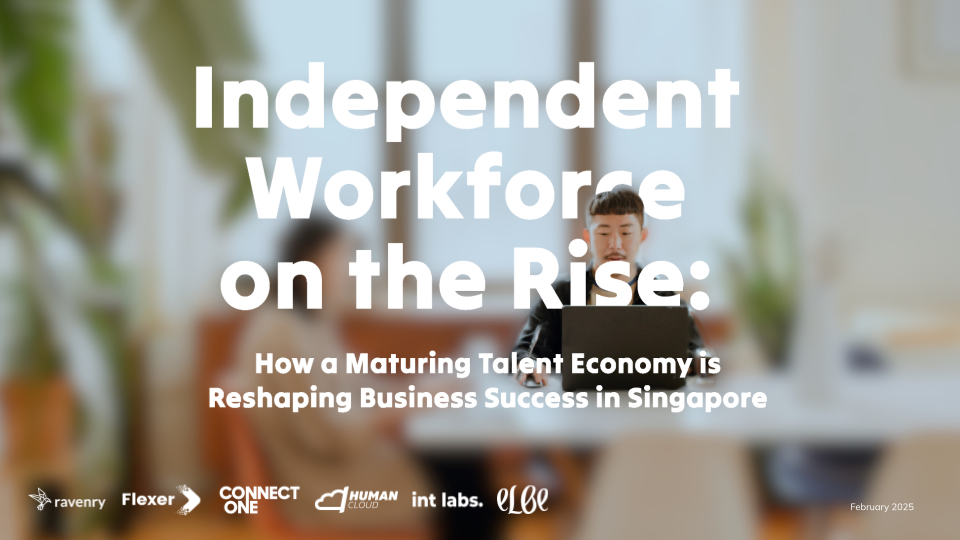 Independent
Workforce
on the Rise:
How a Maturing Talent Economy is
Reshaping Business Success in Singapore
ravenry
Flexer
CONNECT
ONE
HUMAN
CLOUD
int labs.
eLBe
February 2025